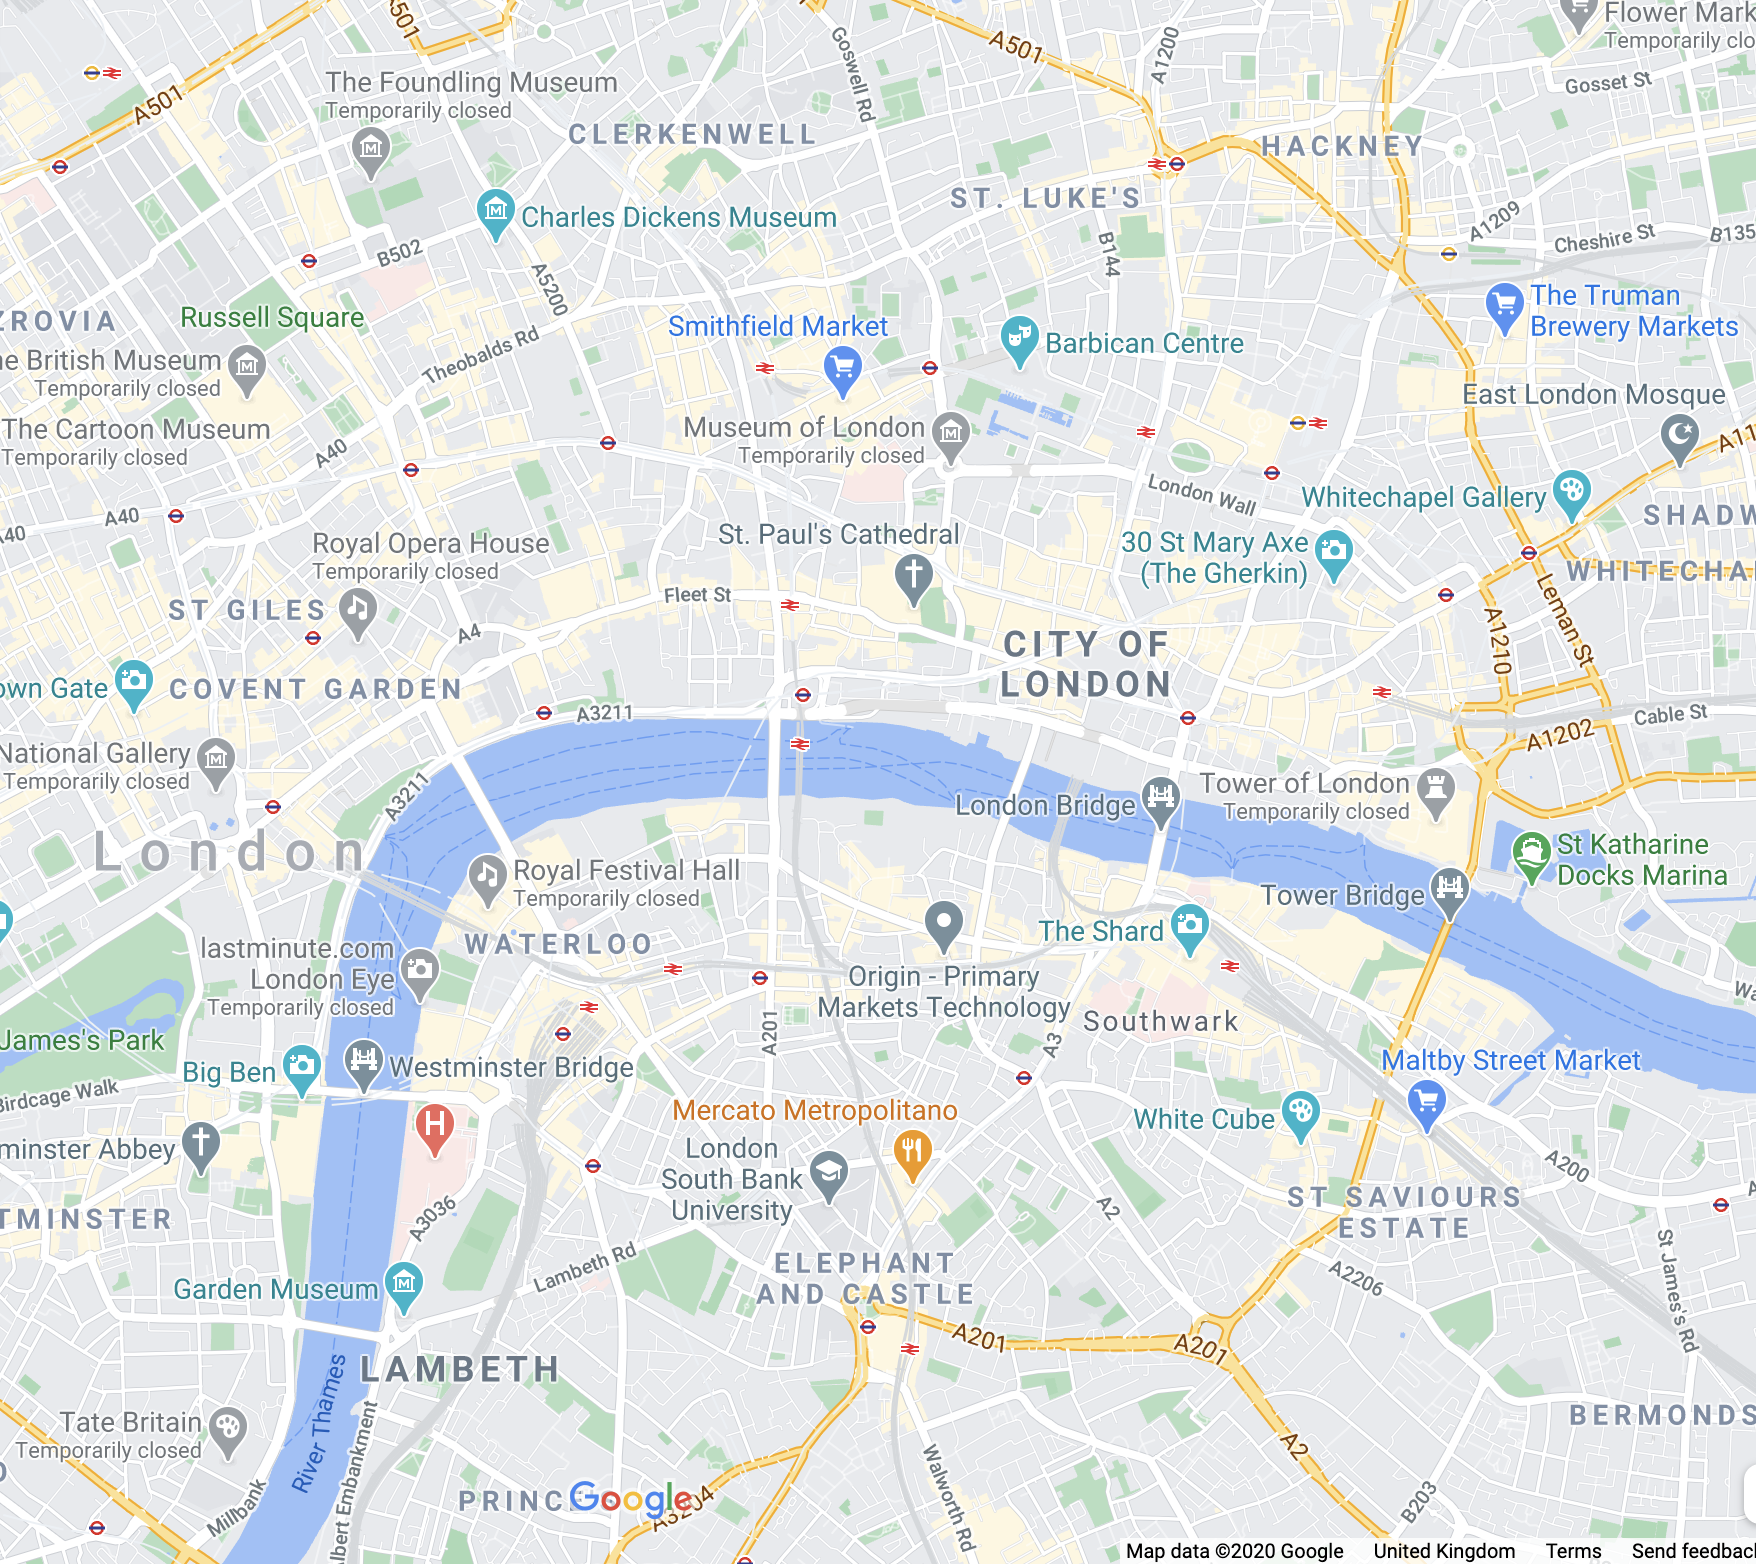 A501
A501
A501
Goswell Rd
A1200
Flower Mark
Temporarily clo
Gosset St
The Foundling Museum
Temporarily closed
CLERKENWELL
HACKNEY
ST. LUKE'S
Charles Dickens Museum
B502
A5200
B144
A1209
Cheshire St
B135
Russell Square
ZROVIA
Theobalds Rd
Smithfield Market
Barbican Centre
The Truman
Brewery Markets
ne British Museum
Temporarily closed
East London Mosque
The Cartoon Museum
Temporarily closed
A40
Museum of London
Temporarily closed
A11
London Wall
Whitechapel Gallery
SHADW
A40
A40
Royal Opera House
Temporarily closed
St. Paul's Cathedral
30 St Mary Axe
(The Gherkin)
WHITECHA
Fleet St
ST GILES
A4
A1210
Leman St
CITY OF
LONDON
own Gate
COVENT GARDEN
A3211
Cable St
A1202
National Gallery
Temporarily closed
A3211
London Bridge
Tower of London
Temporarily closed
London
St Katharine
Docks Marina
Royal Festival Hall
Temporarily closed
Tower Bridge
WATERLOO
The Shard
lastminute.com
London Eye
Temporarily closed
Origin - Primary
Markets Technology
Wa
Southwark
A201
A3
James's Park
Big Ben
Westminster Bridge
Maltby Street Market
Birdcage Walk
H
Mercato Metropolitano
White Cube
minster Abbey
London
South Bank
University
A200
A
TMINSTER
A3036
A2
ST SAVIOURS
ESTATE
Lambeth Rd
ELEPHANT
AND CASTLE
A2206
St James's Rd
Garden Museum
A201
A201
LAMBETH
River Thames
Tate Britain
Temporarily closed
BERMONDS
A2
Albert Embankment
Walworth Rd
Millbank
PRINC
Google
A3204
B203
Map data ©2020 Google
United Kingdom
Terms
Send feedbac